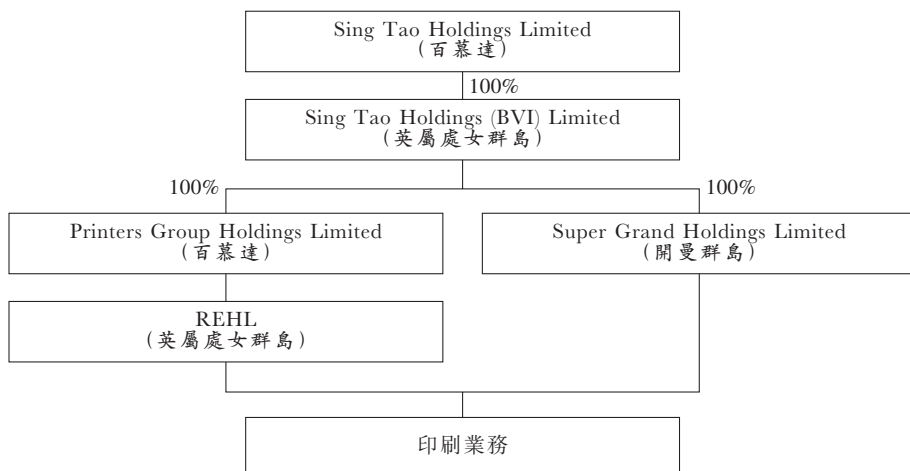 Sing Tao Holdings Limited
(百慕達)
100%
Sing Tao Holdings (BVI) Limited
(英屬處女群島)
100%
100%
Printers Group Holdings Limited
(百慕達)
Super Grand Holdings Limited
(開曼群島)
REHL
(英屬處女群島)
印刷業務